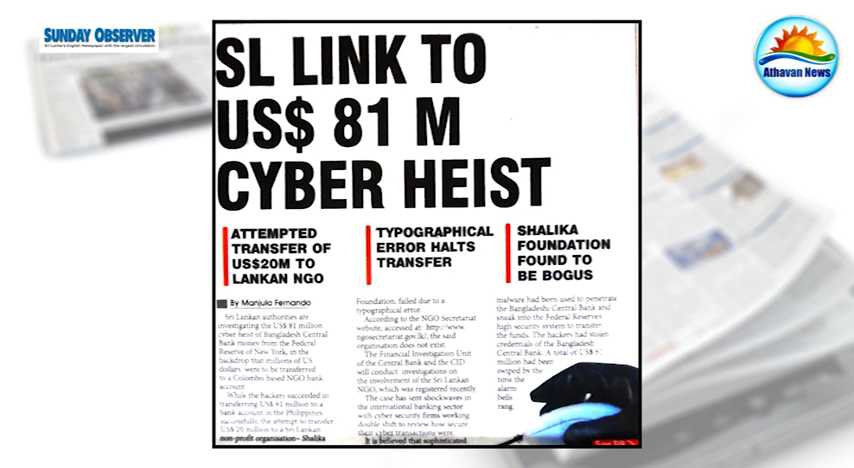 SUNDAY OBSERVER
Sri Lanka's English Newspaper with the largest circulation
Athavan News
SL LINK TO
US$ 81 M
CYBER HEIST
ATTEMPTED
TRANSFER OF
US$20M TO
LANKAN NGO
TYPOGRAPHICAL
ERROR HALTS
TRANSFER
SHALIKA
FOUNDATION
FOUND TO
BE BOGUS
By Manjula Fernando
Sri Lankan authorities are
investigating the US$ 81 million
cyber heist of Bangladesh Central
Bank money from the Federal
Reserve of New York, in the
backdrop that millions of US
dollars were to be transferred
to a Colombo based NGO bank
account
While the hackers succeeded in
transferring US$ 81 million to a
bank account in the Philippines
successfully, the attempt to transfer
US$ 20 million to a Sri Lankan
non-profit organisation- Shalika
Foundation, failed due to a
typographical error.
According to the NGO Secretariat
website, accessed at: http://www.
ngosecretariat.gov.lk/, the said
organisation does not exist.
The Financial Investigation Unit
of the Central Bank and the CID
will conduct investigations on
the involvement of the Sri Lankan
NGO, which was registered recently.
The case has sent shockwaves in
the international banking sector
with cyber security firms working
double shift to review how secure
their cyber transactions were.
It is believed that sophisticated
malware had been used to penetrate
the Bangladeshi Central Bank and
sneak into the Federal Reserves
high security system to transfer
the funds. The hackers had stolen
credentials of the Bangladesh
Central Bank. A total of US$ 81
million had been
swiped by the
time the
alarm
bells
rang.